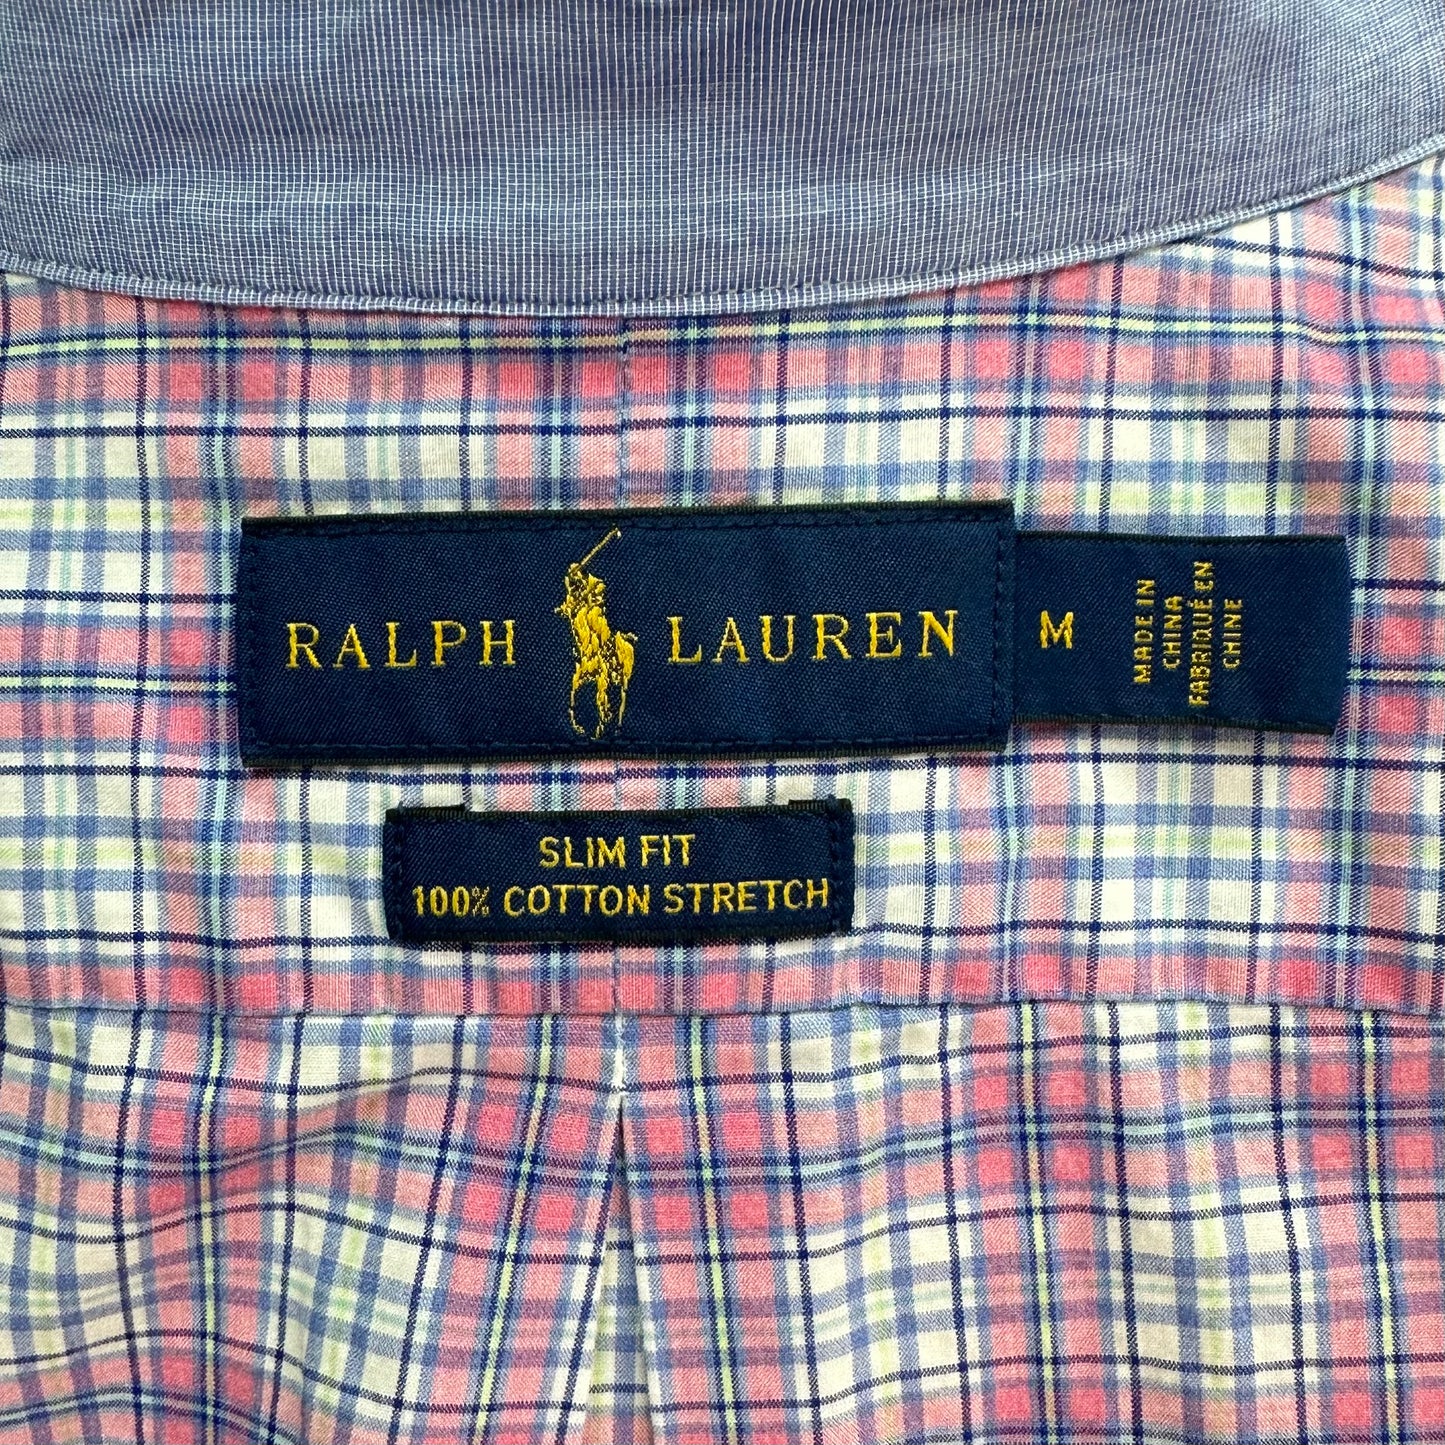 RALPH LAUREN
M
MADE IN
CHINA
FABRIQUÉ EN
CHINE
SLIM FIT
100% COTTON STRETCH